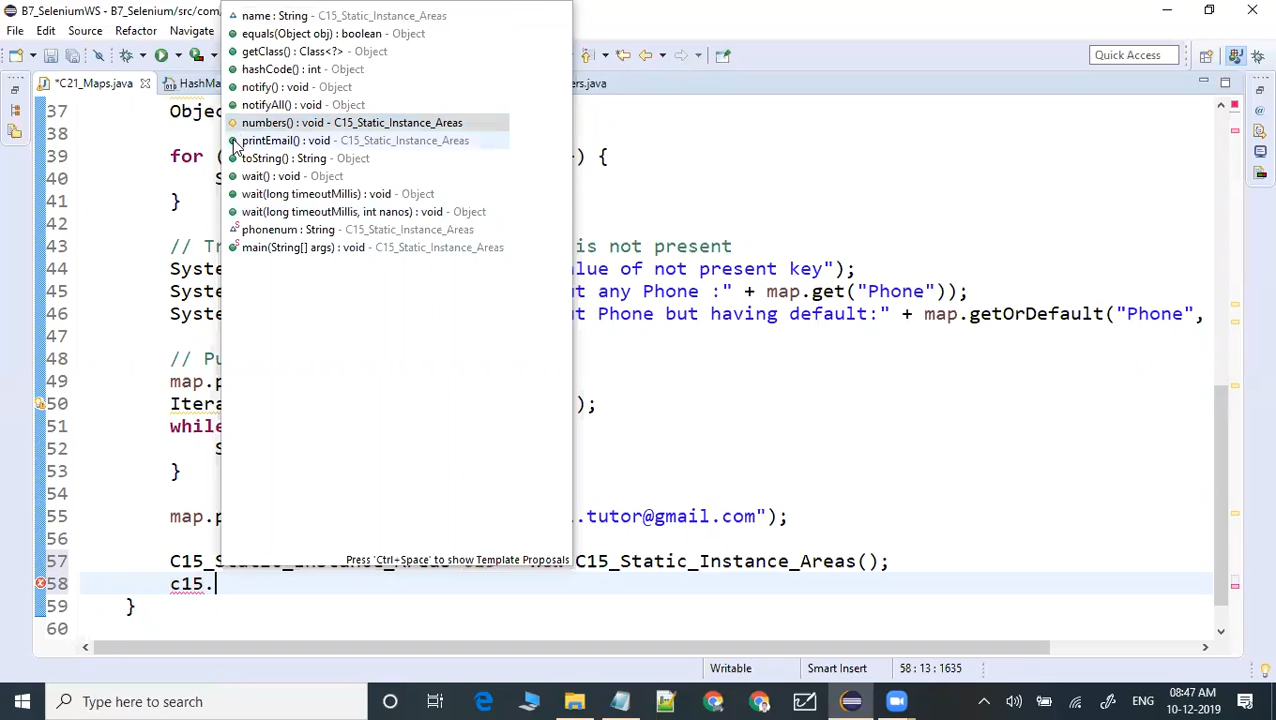 B7_SeleniumWS - B7_Selenium/src/com
File Edit Source Refactor Navigate
Quick Access
*C21_Maps.java HashMa ers.java
name : String - C15_Static_Instance_Areas
equals(Object obj) : boolean - Object
getClass() : Class<?> - Object
hashCode() : int - Object
notify() : void - Object
notifyAll() : void - Object
numbers() : void - C15_Static_Instance_Areas
printEmail() : void - C15_Static_Instance_Areas
toString() : String - Object
wait() : void - Object
wait(long timeoutMillis) : void - Object
wait(long timeoutMillis, int nanos) : void - Object
phonenum : String - C15_Static_Instance_Areas
main(String[] args) : void - C15_Static_Instance_Areas
Press 'Ctrl+Space' to show Template Proposals
37 Objec
38
39 for ( ) {
40 S
41 }
42
43 // Tr is not present
44 Syste alue of not present key");
45 Syste ut any Phone :" + map.get("Phone"));
46 Syste ut Phone but having default:" + map.getOrDefault("Phone",
47
48 // Pu
49 map.p
50 Itera );
51 while
52 S
53 }
54
55 map.p l.tutor@gmail.com");
56
57 C15_Static_Instance_Areas c15 = new C15_Static_Instance_Areas();
58 c15.
59 }
60
Writable Smart Insert 58 : 13 : 1635
Type here to search
ENG
08:47 AM
10-12-2019